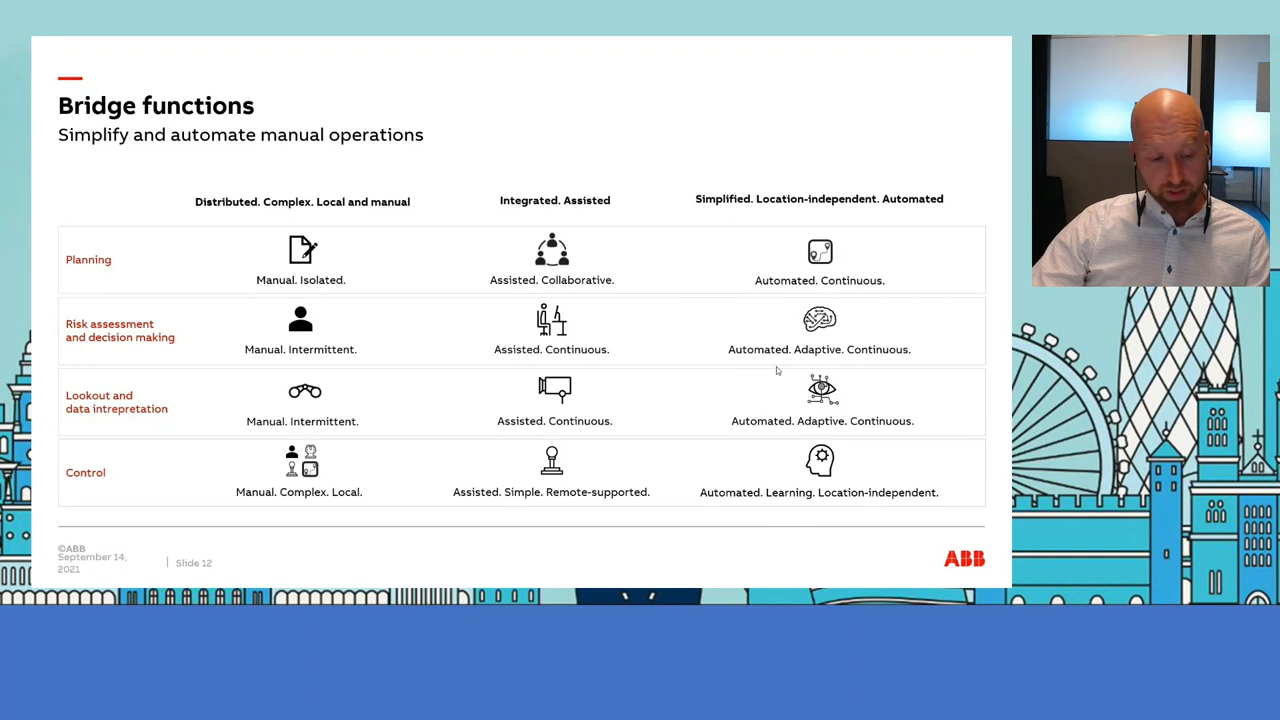 Bridge functions
Simplify and automate manual operations
Distributed. Complex. Local and manual
Integrated. Assisted
Simplified. Location-independent. Automated
Planning
Manual. Isolated.
Assisted. Collaborative.
Automated. Continuous.
Risk assessment
and decision making
Manual. Intermittent.
Assisted. Continuous.
Automated. Adaptive. Continuous.
Lookout and
data intrepretation
Manual. Intermittent.
Assisted. Continuous.
Automated. Adaptive. Continuous.
Control
Manual. Complex. Local.
Assisted. Simple. Remote-supported.
Automated. Learning. Location-independent.
©ABB
September 14,
2021
Slide 12
ABB